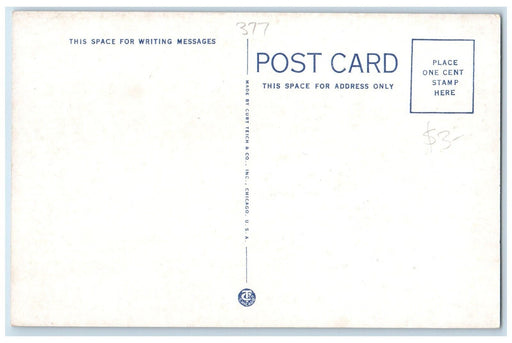 377
THIS SPACE FOR WRITING MESSAGES
POST CARD
THIS SPACE FOR ADDRESS ONLY
PLACE
ONE CENT
STAMP
HERE
$3-
MADE BY CURT TEICH & CO., INC., CHICAGO, U. S. A.